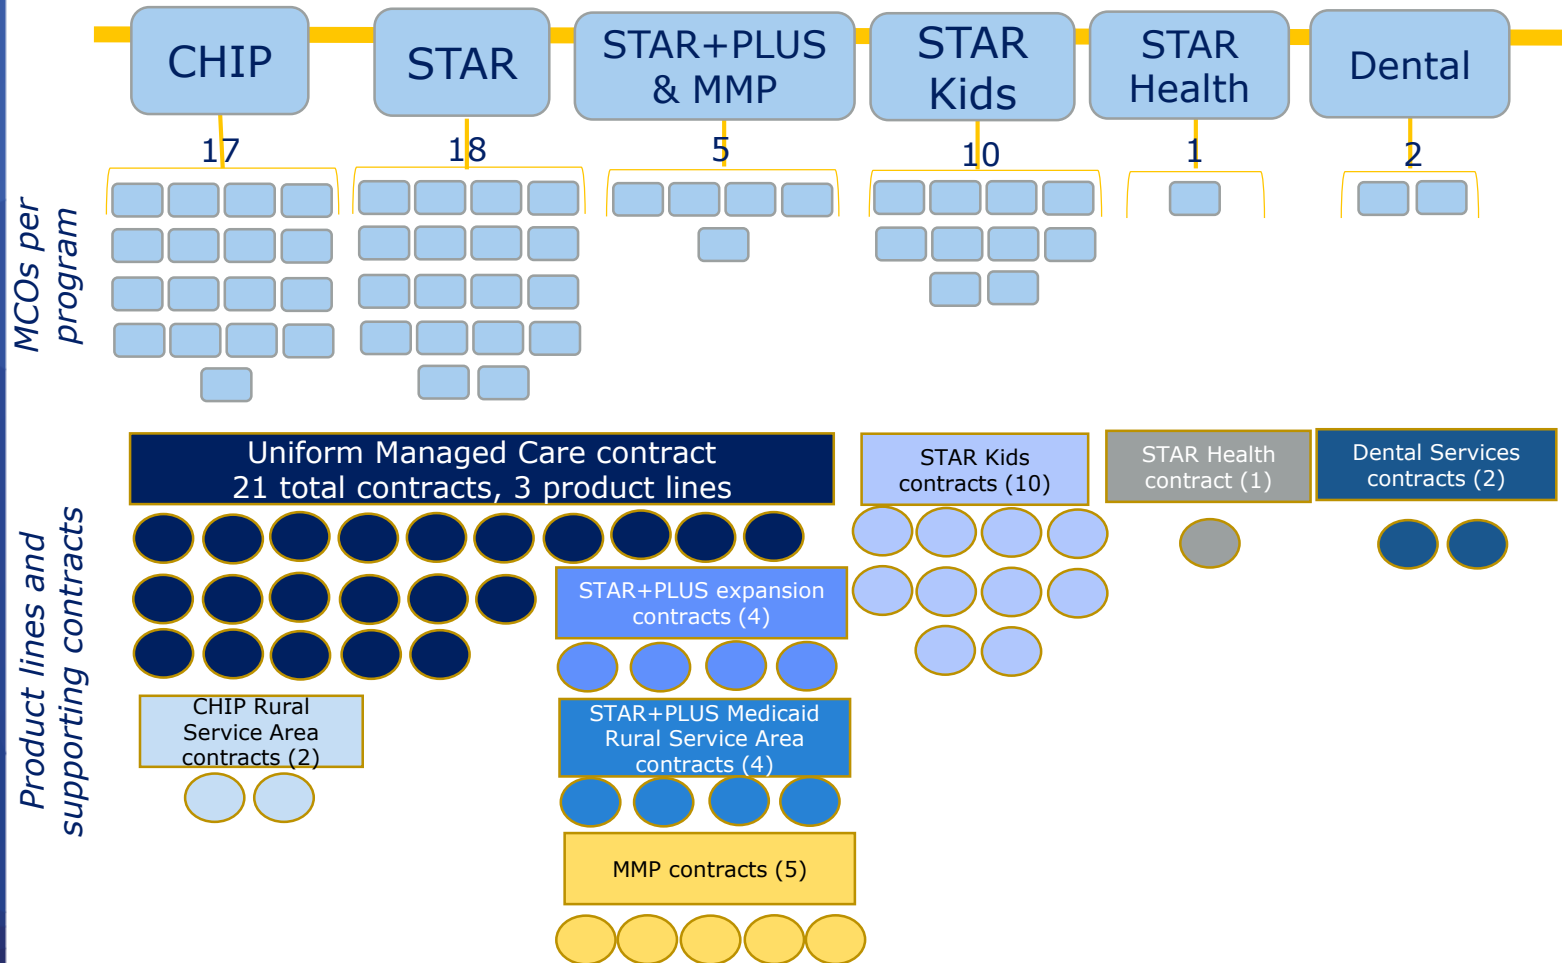 CHIP
STAR
STAR+PLUS
& MMP
STAR
Kids
STAR
Health
Dental
17
18
5
10
1
2
MCOs per
program
Uniform Managed Care contract
21 total contracts, 3 product lines
STAR Kids
contracts (10)
STAR Health
contract (1)
Dental Services
contracts (2)
Product lines and
supporting contracts
STAR+PLUS expansion
contracts (4)
CHIP Rural
Service Area
contracts (2)
STAR+PLUS Medicaid
Rural Service Area
contracts (4)
MMP contracts (5)